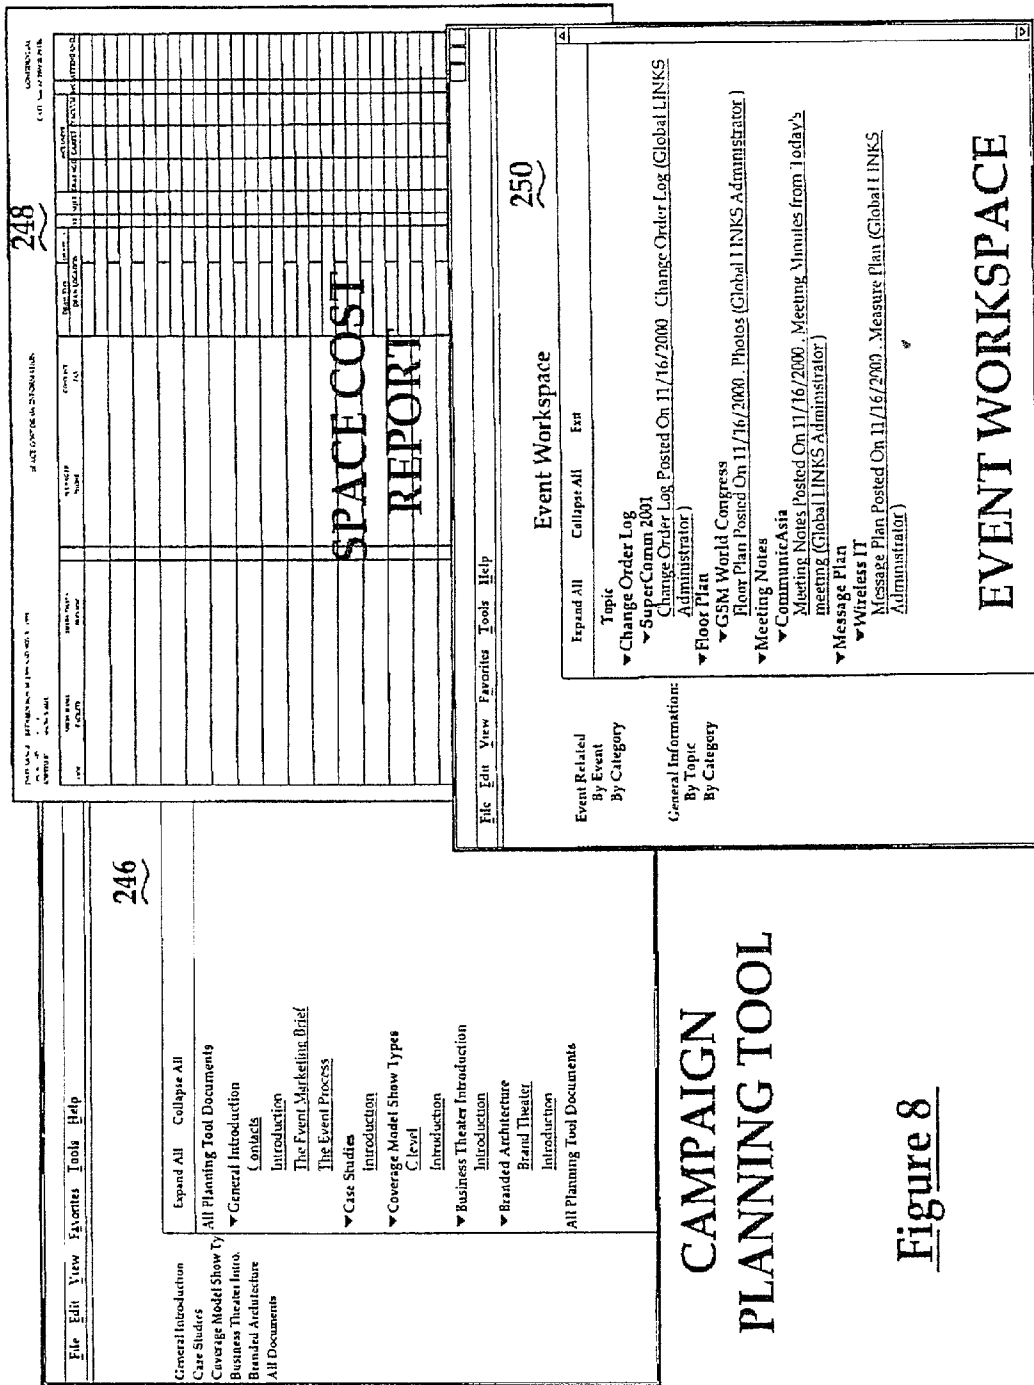 File Edit View Favorites Tools Help
246
General Introduction
Case Studies
Coverage Model Show Ty
Business Theater Intro.
Branded Architecture
All Documents
Expand All Collapse All
All Planning Tool Documents
▼General Introduction
Contacts
Introduction
The Event Marketing Brief
The Event Process
▼Case Studies
Introduction
▼Coverage Model Show Types
C level
Introduction
▼Business Theater Introduction
Introduction
▼Branded Architecture
Brand Theater
Introduction
All Planning Tool Documents
CAMPAIGN
PLANNING TOOL
248
SPACE COST
REPORT
File Edit View Favorites Tools Help
Event Workspace
250
Event Related
By Event
By Category
General Information:
By Topic
By Category
Expand All Collapse All Exit
Topic
▼Change Order Log
▼SuperComm 2001
Change Order Log Posted On 11/16/2000 Change Order Log (Global LINKS
Administrator)
▼Floor Plan
▼GSM World Congress
Floor Plan Posted On 11/16/2000. Photos (Global LINKS Administrator)
▼Meeting Notes
▼CommunicAsia
Meeting Notes Posted On 11/16/2000. Meeting Minutes from Today's
meeting (Global LINKS Administrator)
▼Message Plan
▼Wireless IT
Message Plan Posted On 11/16/2000. Measure Plan (Global LINKS
Administrator)
EVENT WORKSPACE
Figure 8